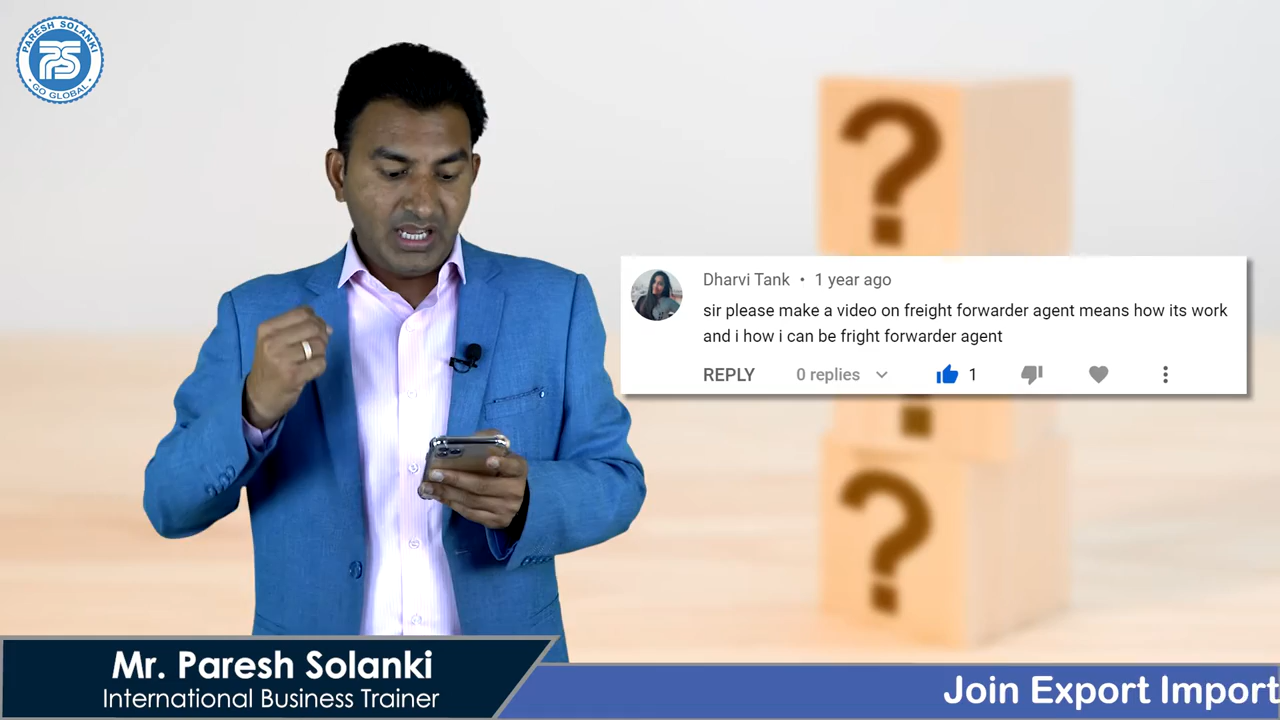 PARESH SOLANKI
PS
GO GLOBAL
?
Dharvi Tank • 1 year ago
sir please make a video on freight forwarder agent means how its work
and i how i can be fright forwarder agent
REPLY 0 replies 1
?
Mr. Paresh Solanki
International Business Trainer
Join Export Import